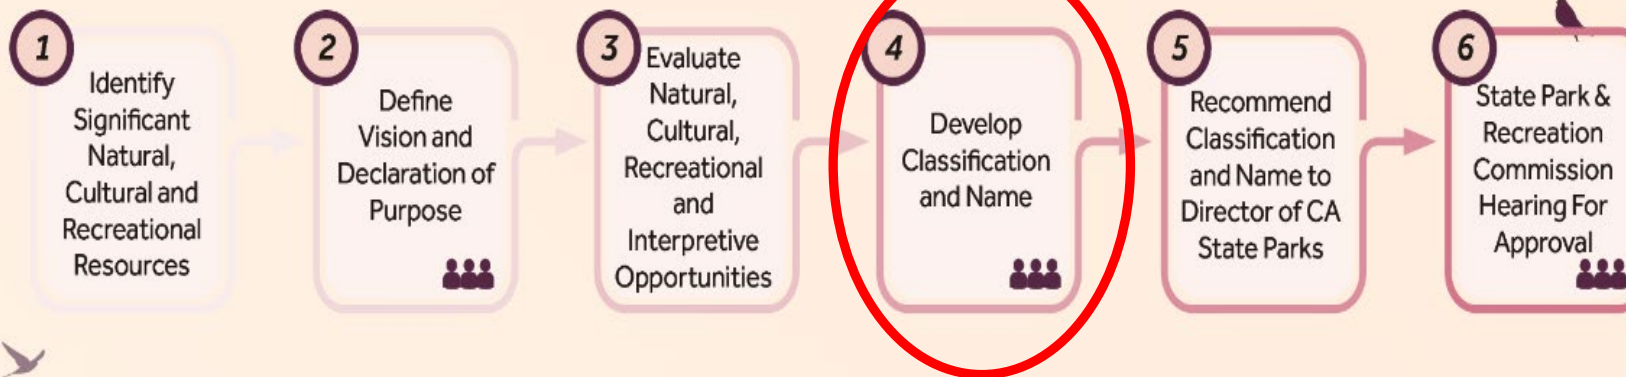 1
Identify
Significant
Natural,
Cultural and
Recreational
Resources
2
Define
Vision and
Declaration of
Purpose
3
Evaluate
Natural,
Cultural,
Recreational
and
Interpretive
Opportunities
4
Develop
Classification
and Name
5
Recommend
Classification
and Name to
Director of CA
State Parks
6
State Park &
Recreation
Commission
Hearing For
Approval